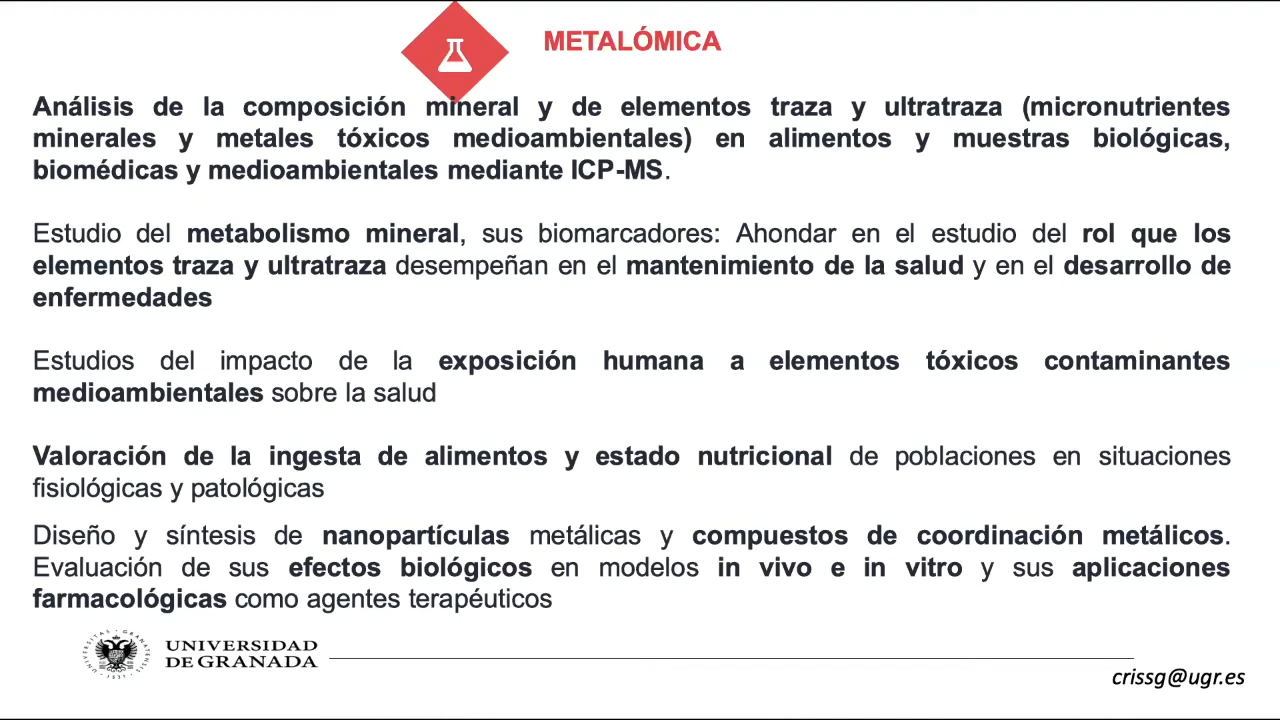 METALÓMICA
Análisis de la composición mineral y de elementos traza y ultratraza (micronutrientes
minerales y metales tóxicos medioambientales) en alimentos y muestras biológicas,
biomédicas y medioambientales mediante ICP-MS.
Estudio del metabolismo mineral, sus biomarcadores: Ahondar en el estudio del rol que los
elementos traza y ultratraza desempeñan en el mantenimiento de la salud y en el desarrollo de
enfermedades
Estudios del impacto de la exposición humana a elementos tóxicos contaminantes
medioambientales sobre la salud
Valoración de la ingesta de alimentos y estado nutricional de poblaciones en situaciones
fisiológicas y patológicas
Diseño y síntesis de nanopartículas metálicas y compuestos de coordinación metálicos.
Evaluación de sus efectos biológicos en modelos in vivo e in vitro y sus aplicaciones
farmacológicas como agentes terapéuticos
UNIVERSITAS GRANATENSIS 1531
UNIVERSIDAD
DE GRANADA
crissg@ugr.es